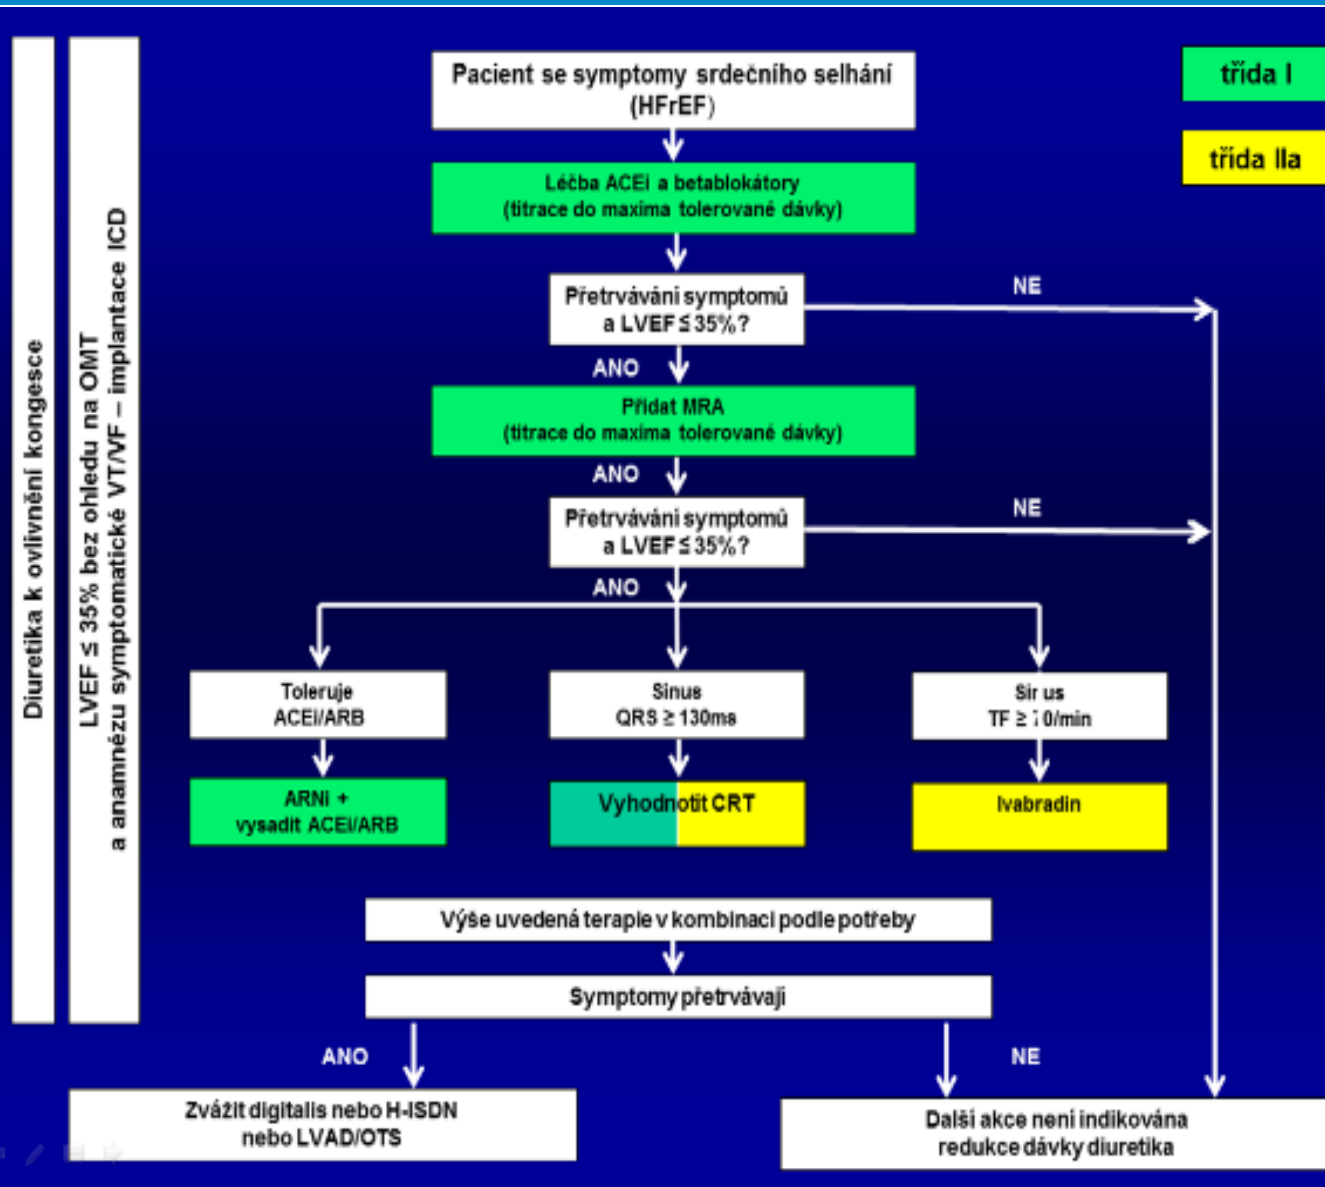 Diuretika k ovlivnění kongesce
LVEF ≤ 35% bez ohledu na OMT
a anamnézu symptomatické VT/VF – implantace ICD
Pacient se symptomy srdečního selhání
(HFrEF)
třída I
třída IIa
Léčba ACEi a betablokátory
(titrace do maxima tolerované dávky)
Přetrvávání symptomů
a LVEF ≤ 35%?
NE
ANO
Přidat MRA
(titrace do maxima tolerované dávky)
ANO
Přetrvávání symptomů
a LVEF ≤ 35%?
NE
ANO
Toleruje
ACEi/ARB
Sinus
QRS ≥ 130ms
TF ≥
ARNi +
vysadit ACEi/ARB
Vyhodnotit CRT
Ivabradin
Výše uvedená terapie v kombinaci podle potřeby
Symptomy přetrvávají
ANO
NE
Zvážit digitalis nebo H-ISDN
nebo LVAD/OTS
Další akce není indikována
redukce dávky diuretika